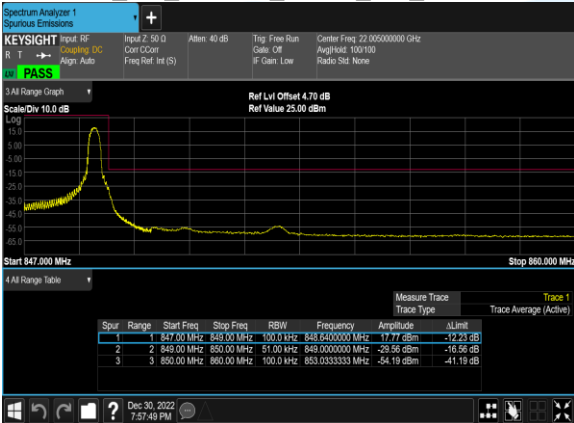 Spectrum Analyzer 1
Spurious Emissions
KEYSIGHT Input: RF Input Z: 50 Ω Atten: 40 dB Trig: Free Run Center Freq: 22.005000000 GHz
R T Coupling: DC Corr CCorr Gate: Off Avg|Hold: 100/100
Align: Auto Freq Ref: Int (S) IF Gain: Low Radio Std: None
PASS
3 All Range Graph
Ref Lvl Offset 4.70 dB
Scale/Div 10.0 dB Ref Value 25.00 dBm
Log
15.0
5.00
-5.00
-15.0
-25.0
-35.0
-45.0
-55.0
-65.0
Start 847.000 MHz Stop 860.000 MHz
4 All Range Table
Measure Trace Trace 1
Trace Type Trace Average (Active)
Spur Range Start Freq Stop Freq RBW Frequency Amplitude ΔLimit
1 1 847.00 MHz 849.00 MHz 100.0 kHz 848.6400000 MHz 17.77 dBm -12.23 dB
2 2 849.00 MHz 850.00 MHz 51.00 kHz 849.0000000 MHz -29.56 dBm -16.56 dB
3 3 850.00 MHz 860.00 MHz 100.0 kHz 853.0333333 MHz -54.19 dBm -41.19 dB
Dec 30, 2022
7:57:49 PM